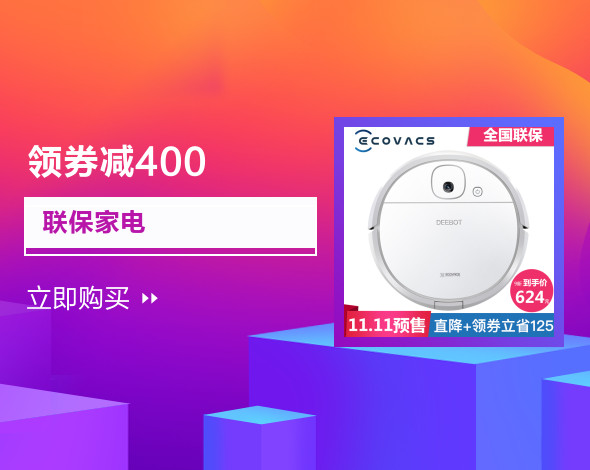 领券减400
联保家电
立即购买
ECOVACS
全国联保
DEEBOT
到手价
624
11.11预售
直降+领券立省125